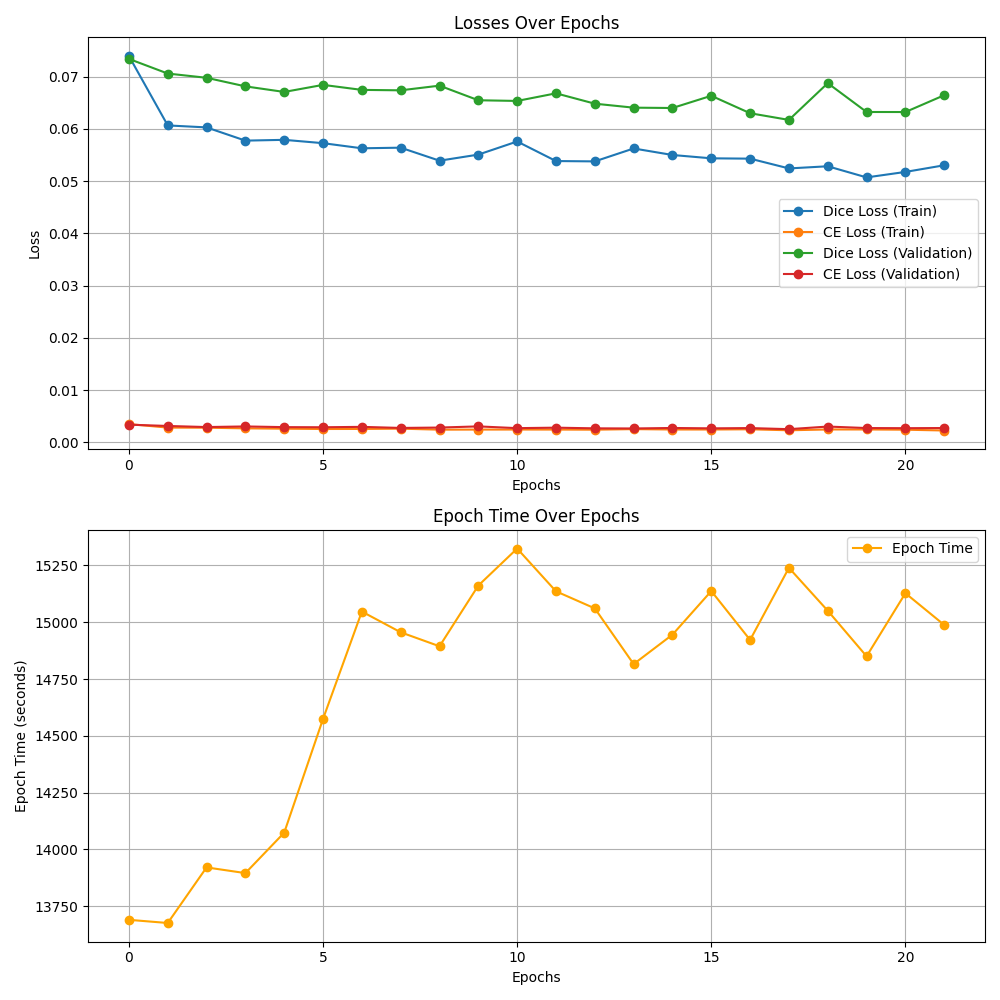 Losses Over Epochs
0.07
0.06
0.05
0.04
0.03
0.02
0.01
0.00
Loss
Dice Loss (Train)
CE Loss (Train)
Dice Loss (Validation)
CE Loss (Validation)
0 5 10 15 20
Epochs
Epoch Time Over Epochs
15250
15000
14750
14500
14250
14000
13750
Epoch Time (seconds)
Epoch Time
0 5 10 15 20
Epochs